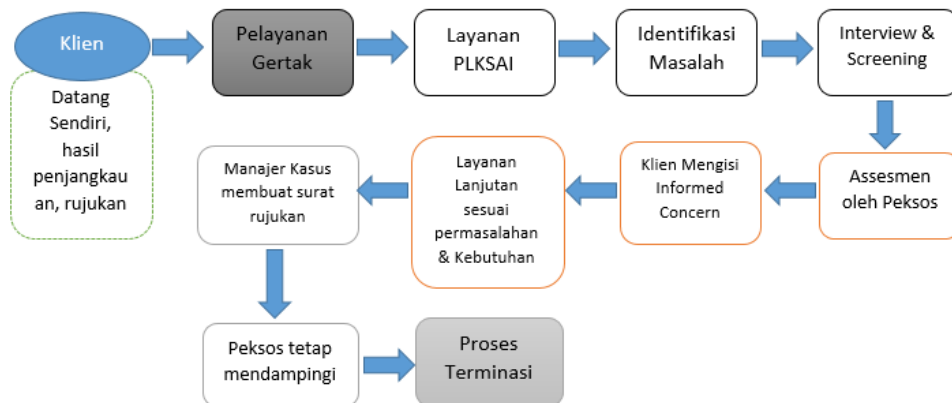 Klien
Datang
Sendiri,
hasil
penjangkau
an, rujukan
Pelayanan
Gertak
Layanan
PLKSAI
Identifikasi
Masalah
Interview &
Screening
Assesmen
oleh Peksos
Klien Mengisi
Informed
Concern
Layanan
Lanjutan
sesuai
permasalahan
& Kebutuhan
Manajer Kasus
membuat surat
rujukan
Peksos tetap
mendampingi
Proses
Terminasi